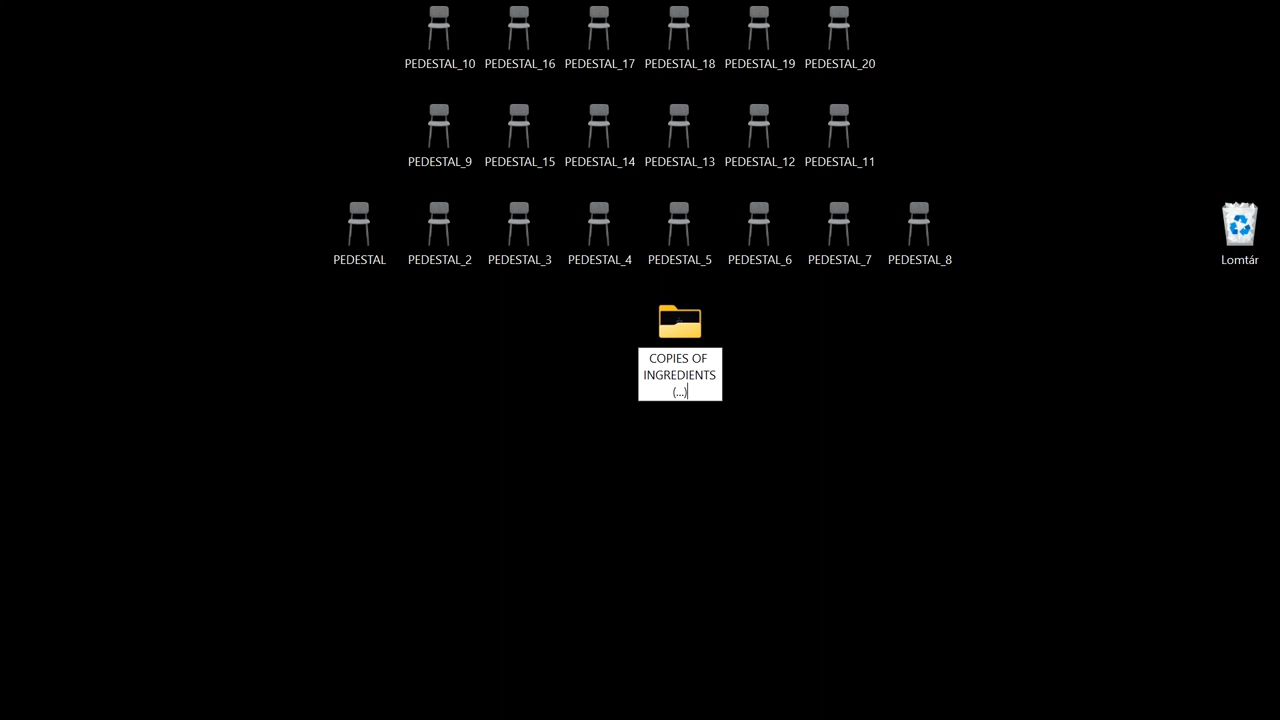 PEDESTAL_10 PEDESTAL_16 PEDESTAL_17 PEDESTAL_18 PEDESTAL_19 PEDESTAL_20
PEDESTAL_9 PEDESTAL_15 PEDESTAL_14 PEDESTAL_13 PEDESTAL_12 PEDESTAL_11
PEDESTAL PEDESTAL_2 PEDESTAL_3 PEDESTAL_4 PEDESTAL_5 PEDESTAL_6 PEDESTAL_7 PEDESTAL_8 Lomtár
COPIES OF
INGREDIENTS
(...)